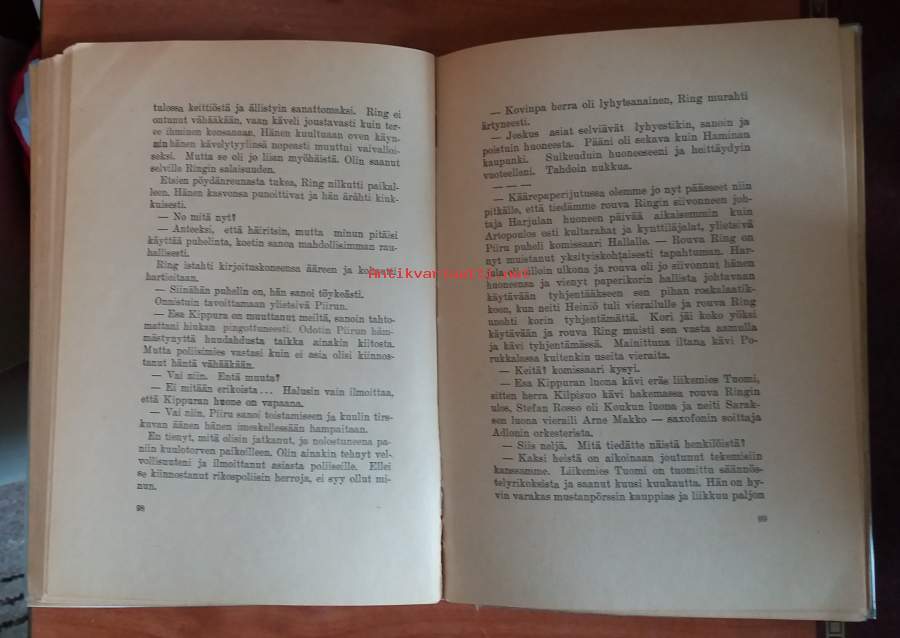 tulossa keittiöstä ja ällistyin sanattomaksi. Ring ei
ontunut vähääkään, vaan käveli joustavasti kuin ter-
ve ihminen konsanaan. Hänen kuultuaan oven käyn-
nin hänen kävelytyylinsä nopeasti muuttui vaivalloi-
seksi. Mutta se oli jo liian myöhäistä. Olin saanut
selville Ringin salaisuuden.
Etsien pöydänreunasta tukea, Ring nilkutti paikal-
leen. Hänen kasvonsa punoittivat ja hän ärähti kink-
kuisesti.
— No mitä nyt?
— Anteeksi, että häiritsin, mutta minun pitäisi
käyttää puhelinta, koetin sanoa mahdollisimman rau-
hallisesti.
Ring istahti kirjoituskoneensa ääreen ja
hartioitaan.
— Siinähän puhelin on, hän sanoi töykeästi.
Onnistuin tavoittamaan ylietsivä Piirun.
— Esa Kippura on muuttanut meiltä, sanoin tahto-
mattani hiukan pingottuneesti. Odotin Piirun häm-
mästynyttä huudahdusta taikka ainakin kiitosta.
Mutta poliisimies vastasi kuin ei asia olisi kiinnos-
tanut häntä vähääkään.
— Vai niin. Entä muuta?
— Ei mitään erikoista... Halusin vain ilmoittaa,
että Kippuran huone on vapaana.
— Vai niin, Piiru sanoi toistamiseen ja kuulin tirs-
kuvan äänen hänen imeskellessään hampaitaan.
En tienyt, mitä olisin jatkanut, ja nolostuneena pa-
niin kuulotorven paikoilleen. Olin ainakin tehnyt vel-
vollisuuteni ja ilmoittanut asiasta poliiseille. Ellei
se kiinnostanut rikospoliisin herroja, ei syy ollut mi-
nun.
98
— Kovinpa herra oli lyhytsanainen, Ring murahti
ärtyneesti.
— Joskus asiat selviävät lyhyestikin, sanoin ja
poistuin huoneesta. Pääni oli sekava kuin Haminan
kaupunki. Sulkeuduin huoneeseeni ja heittäydyin
vuoteelleni. Tahdoin nukkua.
— — —
— Käärepaperijutussa olemme jo nyt päässeet niin
pitkälle, että tiedämme rouva Ringin siivonneen joh-
taja Harjulan huoneen päivää aikaisemmin kuin
Artopoulos osti kultarahat ja kynttiläjalat, ylietsivä
Piiru puheli komissaari Hallalle. — Rouva Ring on
nyt muistanut yksityiskohtaisesti tapahtuman. Har-
jula oli silloin ulkona ja rouva oli jo siivonnut hänen
huoneensa ja vienyt paperikorin hallista johtavaan
käytävään tyhjentääkseen sen pihan roskalaatik-
koon, kun neiti Heiniö tuli vierailulle ja rouva Ring
unohti korin tyhjentämättä. Kori jäi koko yöksi
käytävään ja rouva Ring muisti sen vasta aamulla
ja kävi tyhjentämässä. Mainittuna iltana kävi Po-
rukkalassa kuitenkin useita vieraita.
— Keitä? komissaari kysyi.
— Esa Kippuran luona kävi eräs liikemies Tuomi,
sitten herra Kilpisuo kävi hakemassa rouva Ringin
ulos, Stefan Rosso oli Koukun luona ja neiti Sarak-
sen luona vieraili Arne Makko — saxofonin soittaja
Adlonin orkesterista.
— Siis neljä. Mitä tiedätte näistä henkilöistä?
— Kaksi heistä on aikoinaan joutunut tekemisiin
kanssamme. Liikemies Tuomi on tuomittu säännös-
telyrikoksista ja saanut kuusi kuukautta. Hän on hy-
vin varakas mustanpörssin kauppias ja liikkuu paljon
99